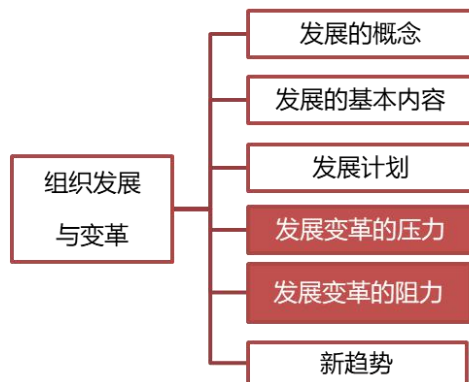 发展的概念
发展的基本内容
组织发展
与变革
发展计划
发展变革的压力
发展变革的阻力
新趋势